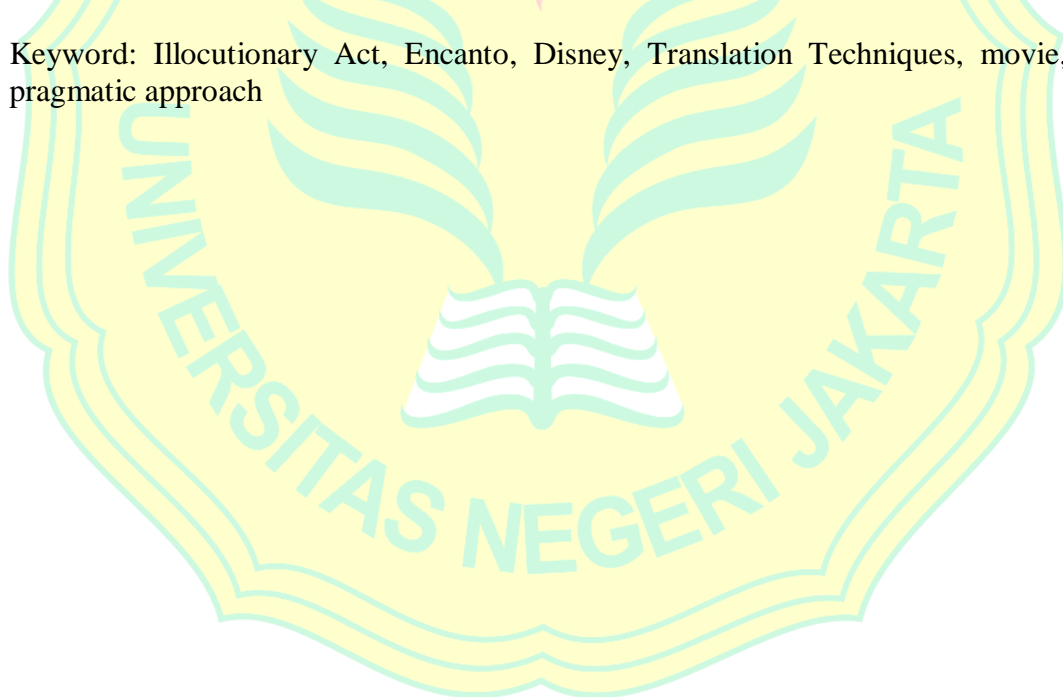 Keyword: Illocutionary Act, Encanto, Disney, Translation Techniques, movie,
pragmatic approach
UNIVERSITAS NEGERI JAKARTA